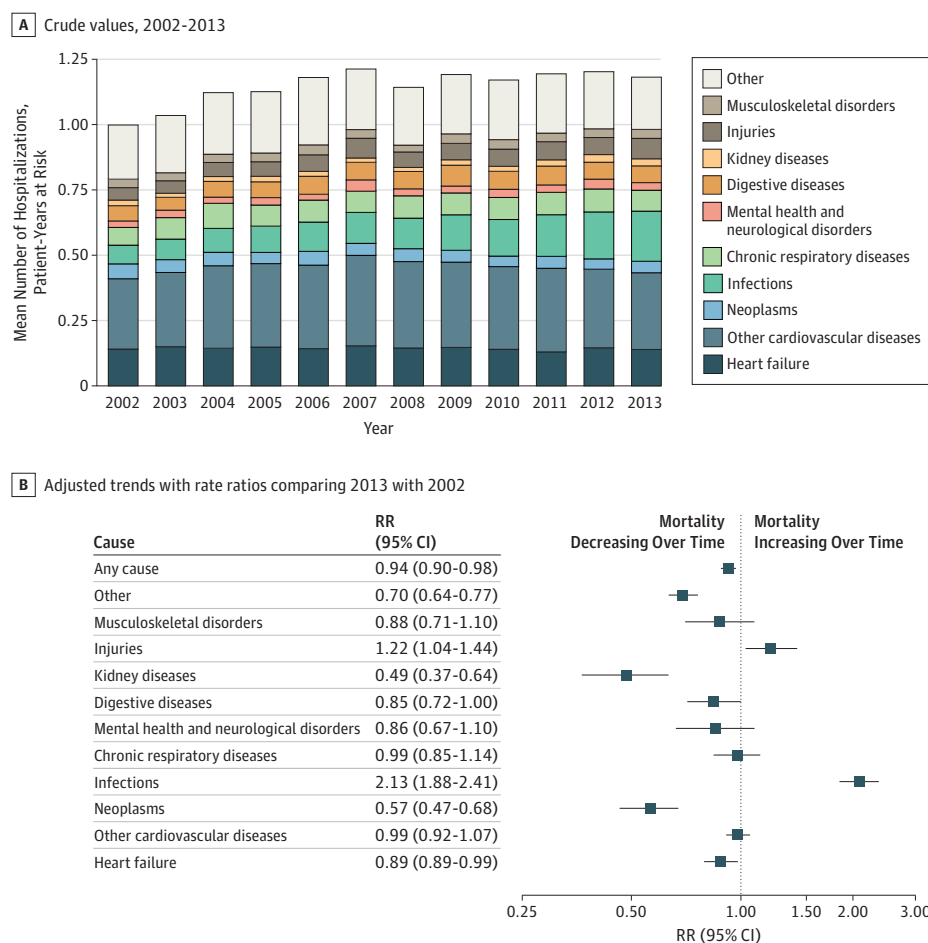 A Crude values, 2002-2013
Mean Number of Hospitalizations,
Patient-Years at Risk
1.25
1.00
0.75
0.50
0.25
0
2002 2003 2004 2005 2006 2007 2008 2009 2010 2011 2012 2013
Year
Other
Musculoskeletal disorders
Injuries
Kidney diseases
Digestive diseases
Mental health and
neurological disorders
Chronic respiratory diseases
Infections
Neoplasms
Other cardiovascular diseases
Heart failure
B Adjusted trends with rate ratios comparing 2013 with 2002
Cause
RR
(95% CI)
Mortality
Decreasing Over Time
Mortality
Increasing Over Time
Any cause 0.94 (0.90-0.98)
Other 0.70 (0.64-0.77)
Musculoskeletal disorders 0.88 (0.71-1.10)
Injuries 1.22 (1.04-1.44)
Kidney diseases 0.49 (0.37-0.64)
Digestive diseases 0.85 (0.72-1.00)
Mental health and neurological disorders 0.86 (0.67-1.10)
Chronic respiratory diseases 0.99 (0.85-1.14)
Infections 2.13 (1.88-2.41)
Neoplasms 0.57 (0.47-0.68)
Other cardiovascular diseases 0.99 (0.92-1.07)
Heart failure 0.89 (0.89-0.99)
0.25 0.50 1.00 1.50 2.00 3.00
RR (95% CI)